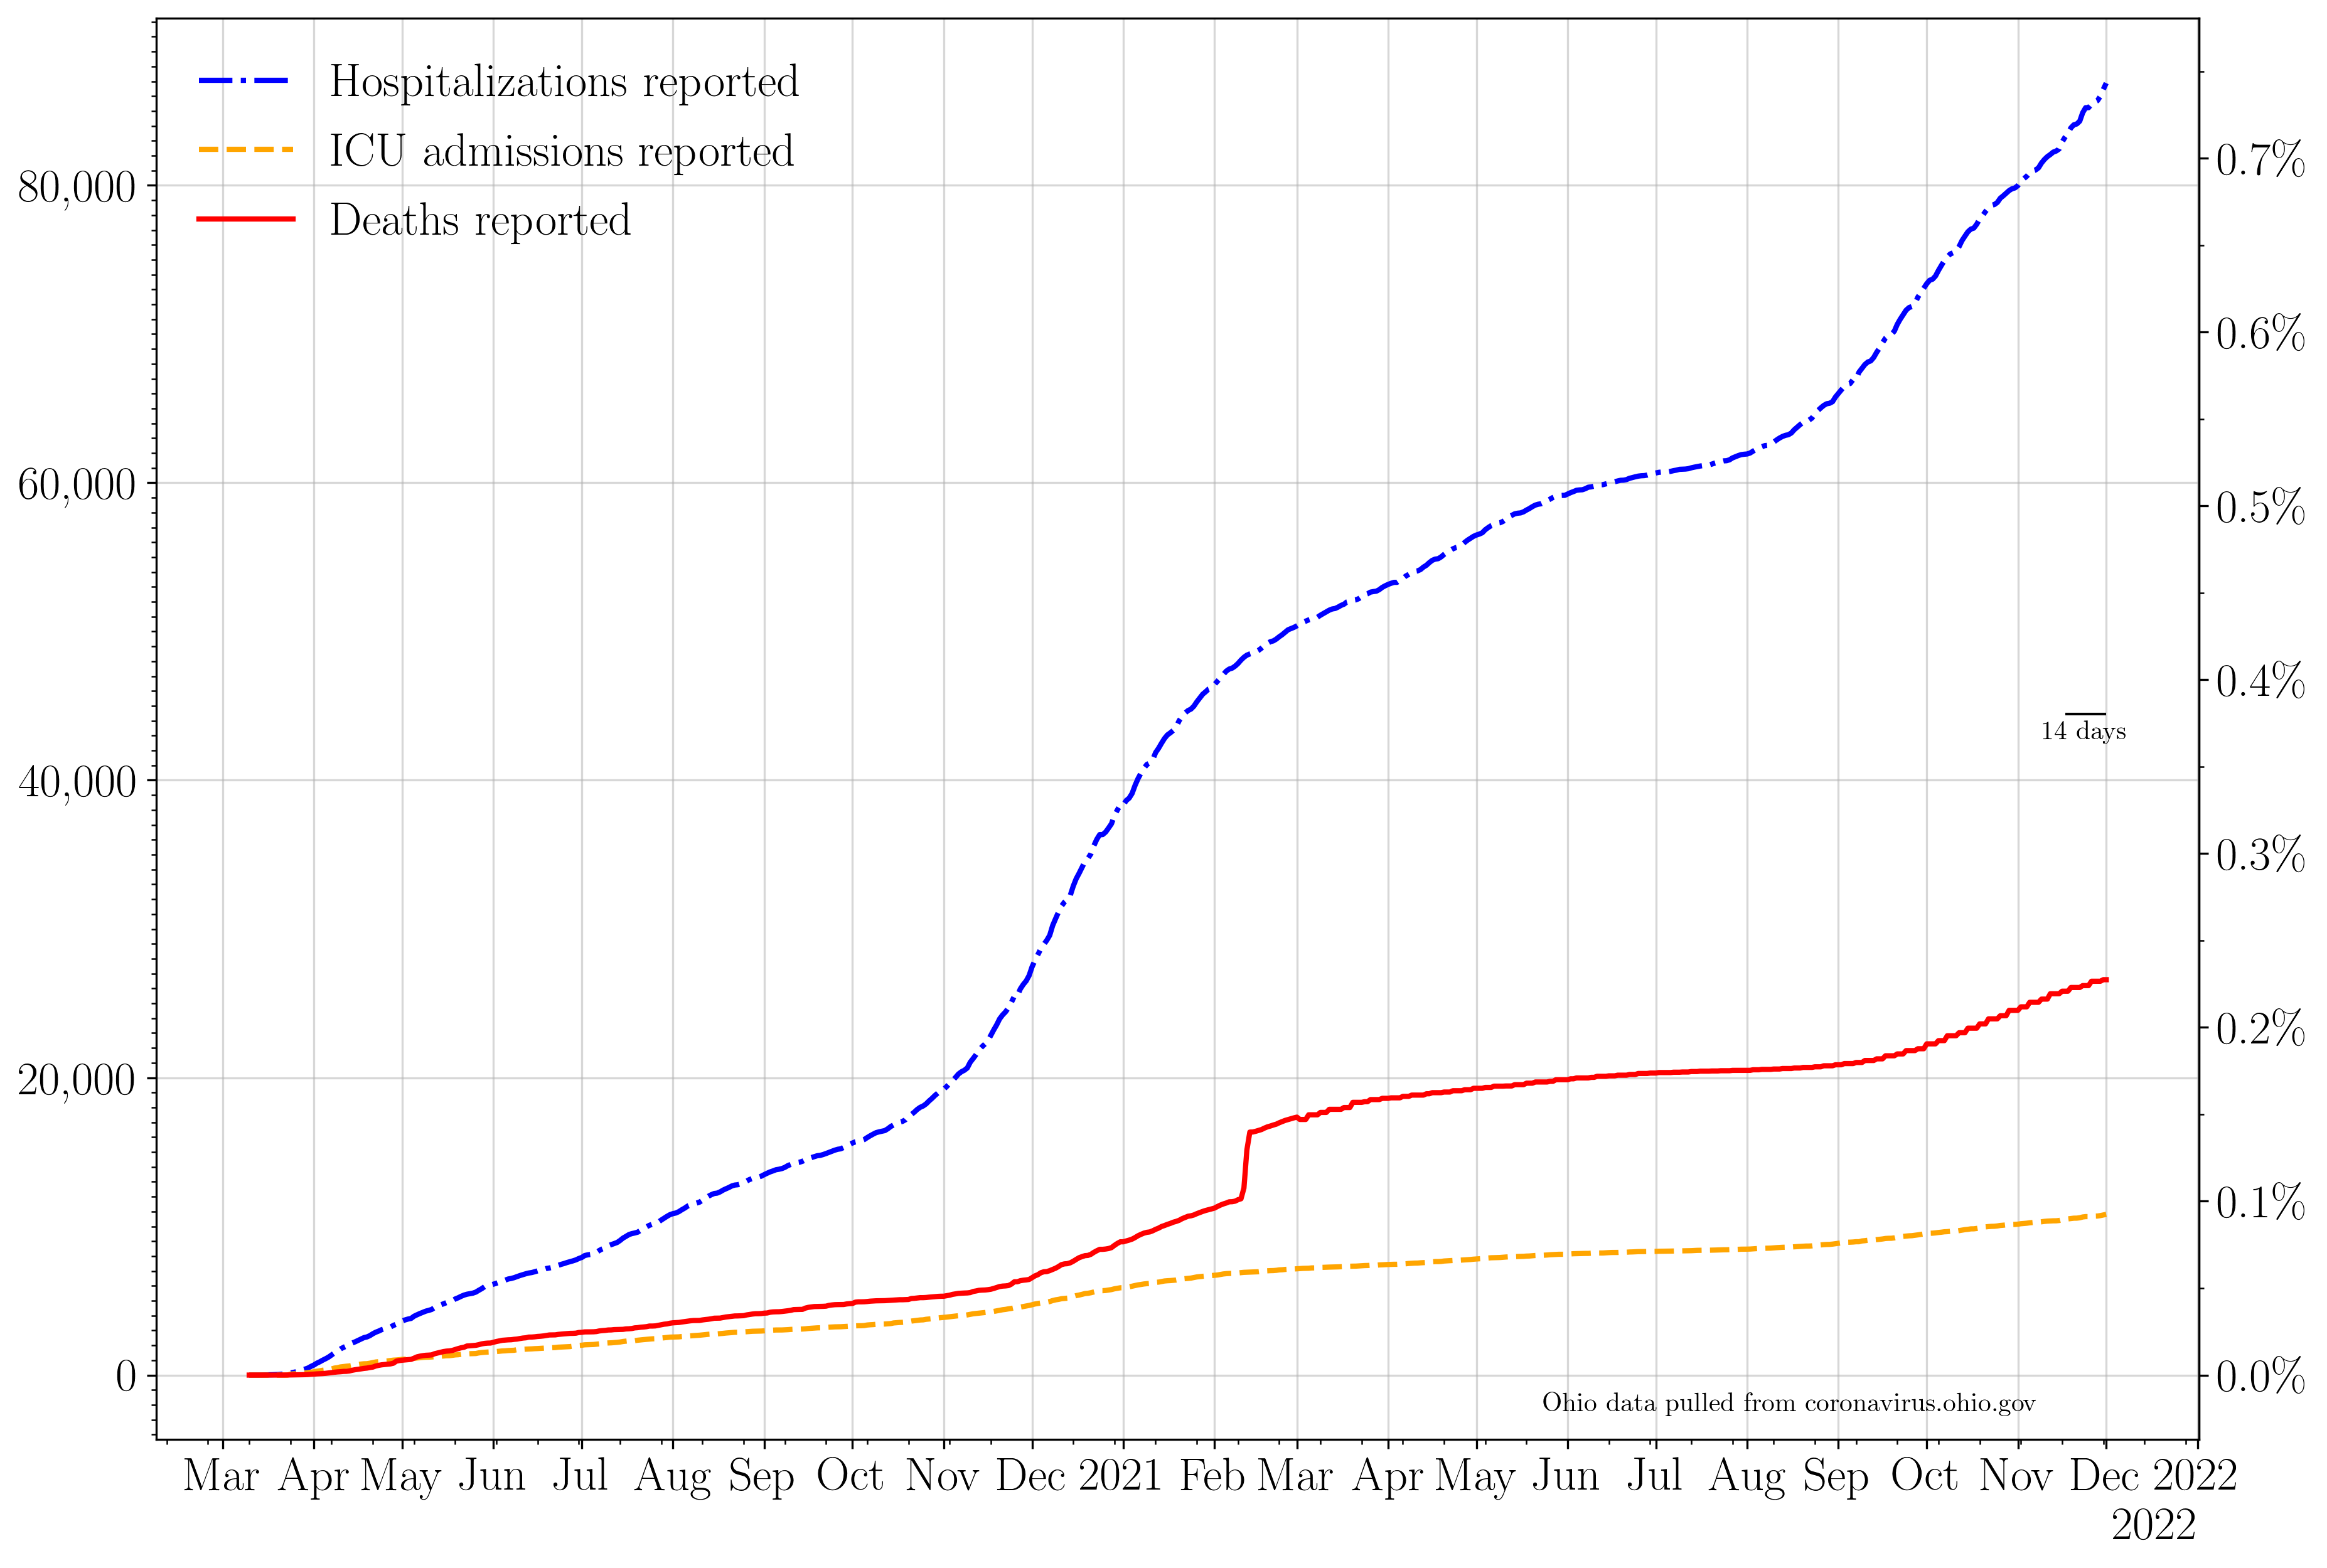 Hospitalizations reported
ICU admissions reported
Deaths reported
80,000
60,000
40,000
20,000
0
0.7%
0.6%
0.5%
0.4%
0.3%
0.2%
0.1%
0.0%
14 days
Ohio data pulled from coronavirus.ohio.gov
Mar Apr May Jun Jul Aug Sep Oct Nov Dec 2021 Feb Mar Apr May Jun Jul Aug Sep Oct Nov Dec 2022
2022